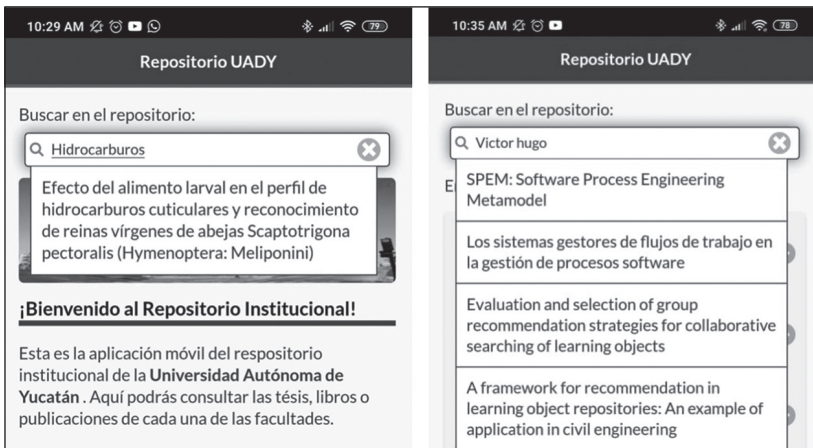 10:29 AM
79
Repositorio UADY
Buscar en el repositorio:
Hidrocarburos
Efecto del alimento larval en el perfil de
hidrocarburos cuticulares y reconocimiento
de reinas vírgenes de abejas Scaptotrigona
pectoralis (Hymenoptera: Meliponini)
¡Bienvenido al Repositorio Institucional!
Esta es la aplicación móvil del respositorio
institucional de la Universidad Autónoma de
Yucatán . Aquí podrás consultar las tésis, libros o
publicaciones de cada una de las facultades.
10:35 AM
78
Repositorio UADY
Buscar en el repositorio:
Victor hugo
SPEM: Software Process Engineering
Metamodel
Los sistemas gestores de flujos de trabajo en
la gestión de procesos software
Evaluation and selection of group
recommendation strategies for collaborative
searching of learning objects
A framework for recommendation in
learning object repositories: An example of
application in civil engineering